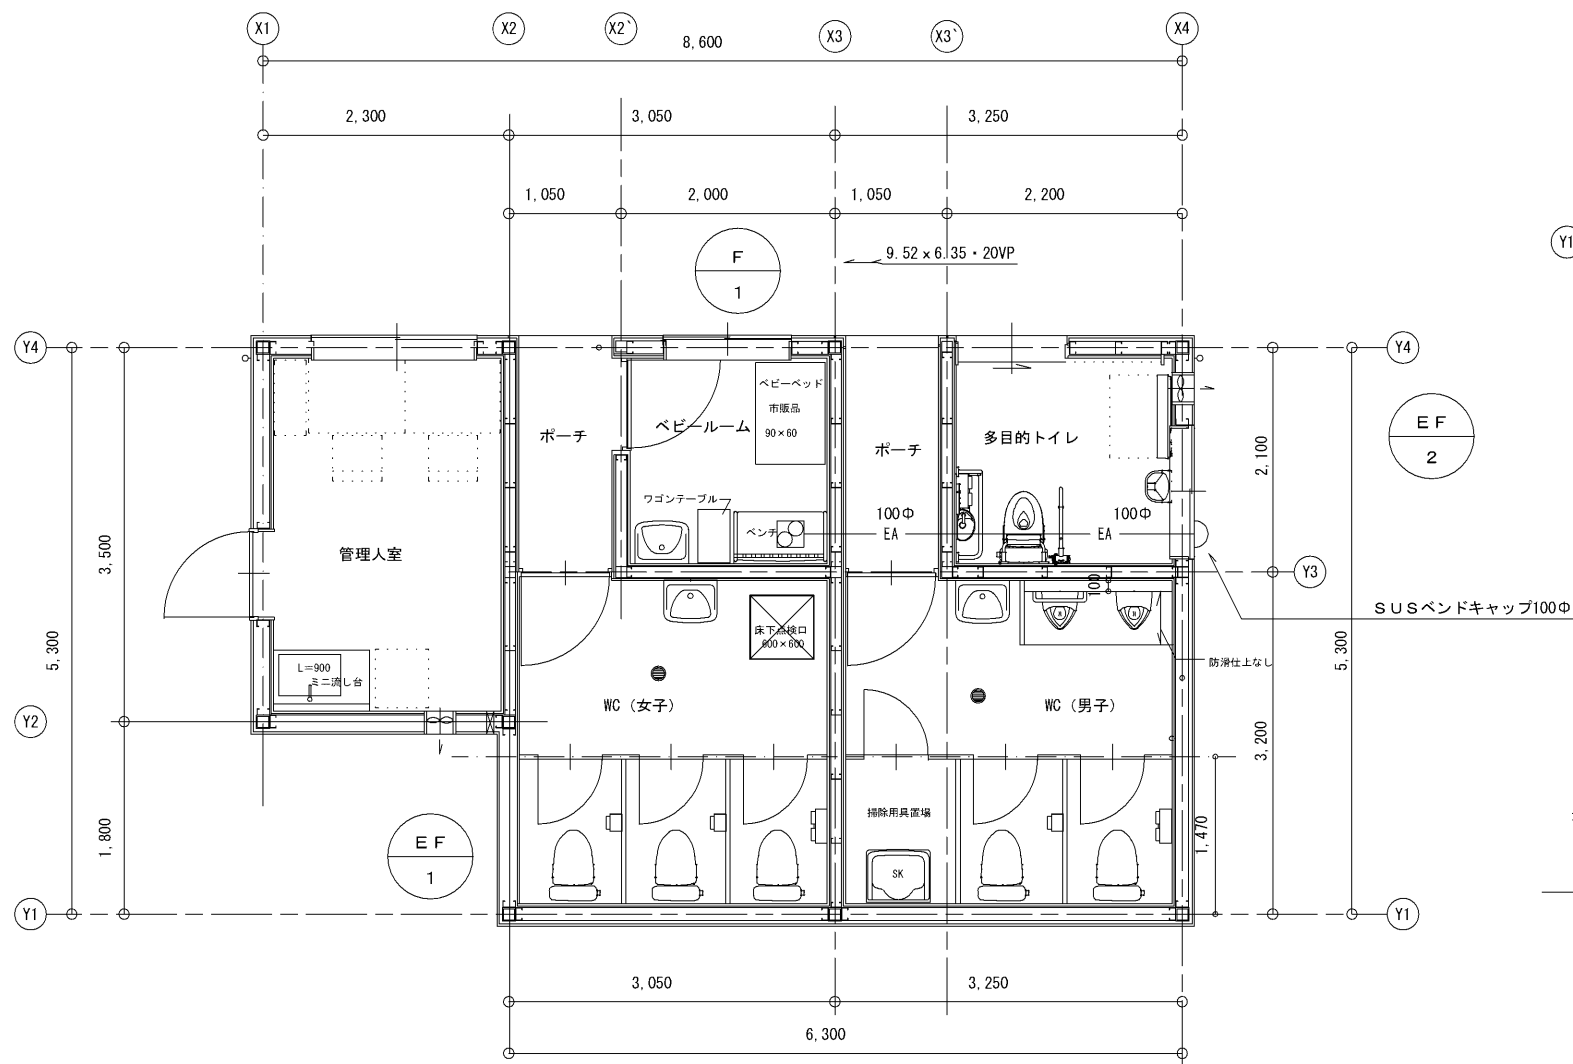 X1
X2
X2`
X3
X3`
X4
8,600
2,300
3,050
3,250
1,050
2,000
1,050
2,200
F
1
9.52×6.35・20VP
Y1
Y4
Y4
ベビーベッド
市販品
90×60
ポーチ
ベビールーム
ポーチ
多目的トイレ
EF
2
2,100
ワゴンテーブル
ベンチ
100Φ
EA
100Φ
EA
管理人室
3,500
Y3
100
SUSベンドキャップ100Φ
床下点検口
600×600
5,300
5,300
L=900
ミニ流し台
防滑仕上なし
WC（女子）
WC（男子）
Y2
3,200
掃除用具置場
1,800
1,470
EF
1
SK
Y1
Y1
3,050
3,250
6,300